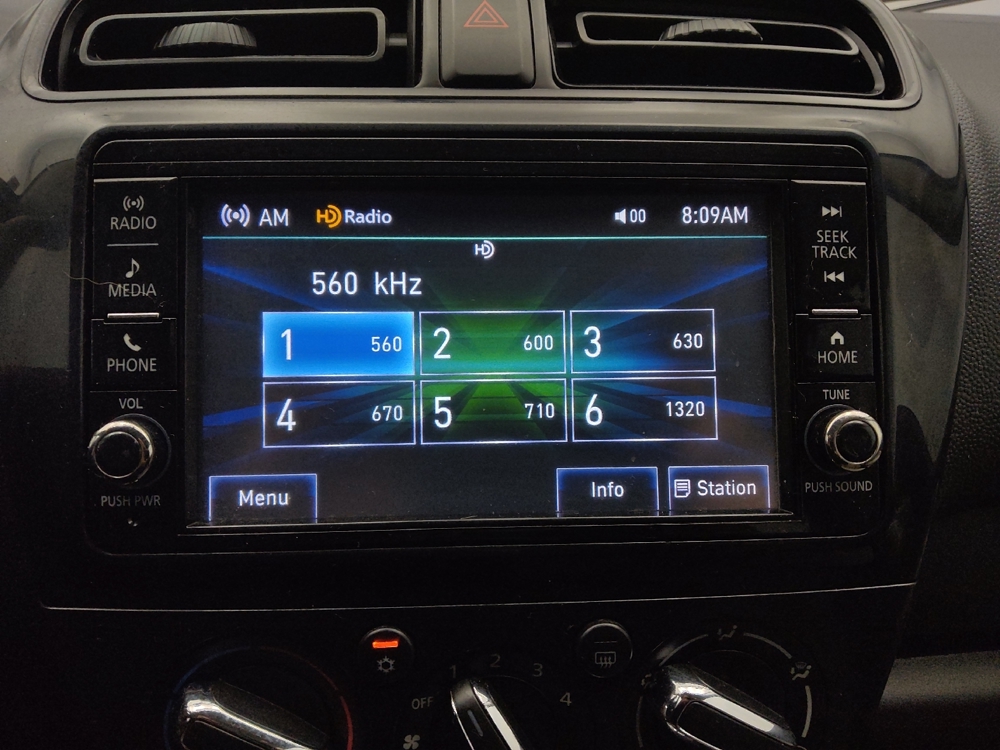 RADIO
MEDIA
PHONE
VOL
PUSH PWR
AM HD Radio 00 8:09AM
HD
560 kHz
1 560 2 600 3 630
4 670 5 710 6 1320
Menu Info Station
SEEK
TRACK
HOME
TUNE
PUSH SOUND
OFF 1 2 3 4